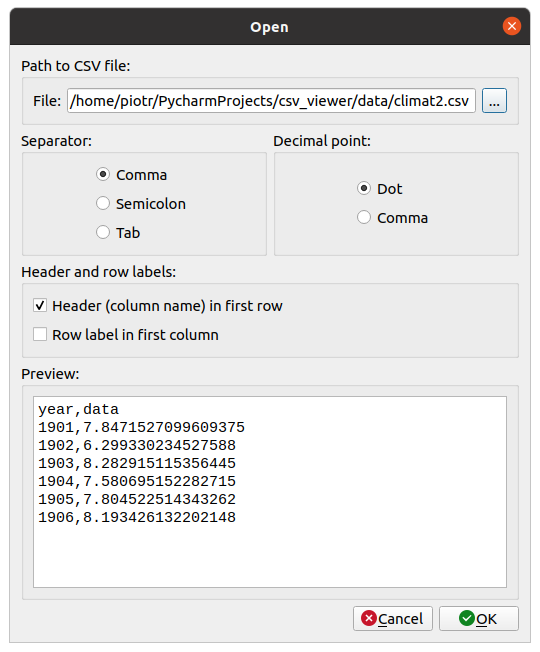 Open
Path to CSV file:
File: /home/piotr/PycharmProjects/csv_viewer/data/climat2.csv ...
Separator:
Comma
Semicolon
Tab
Decimal point:
Dot
Comma
Header and row labels:
Header (column name) in first row
Row label in first column
Preview:
year,data
1901,7.8471527099609375
1902,6.299330234527588
1903,8.282915115356445
1904,7.580695152282715
1905,7.804522514343262
1906,8.193426132202148
Cancel OK